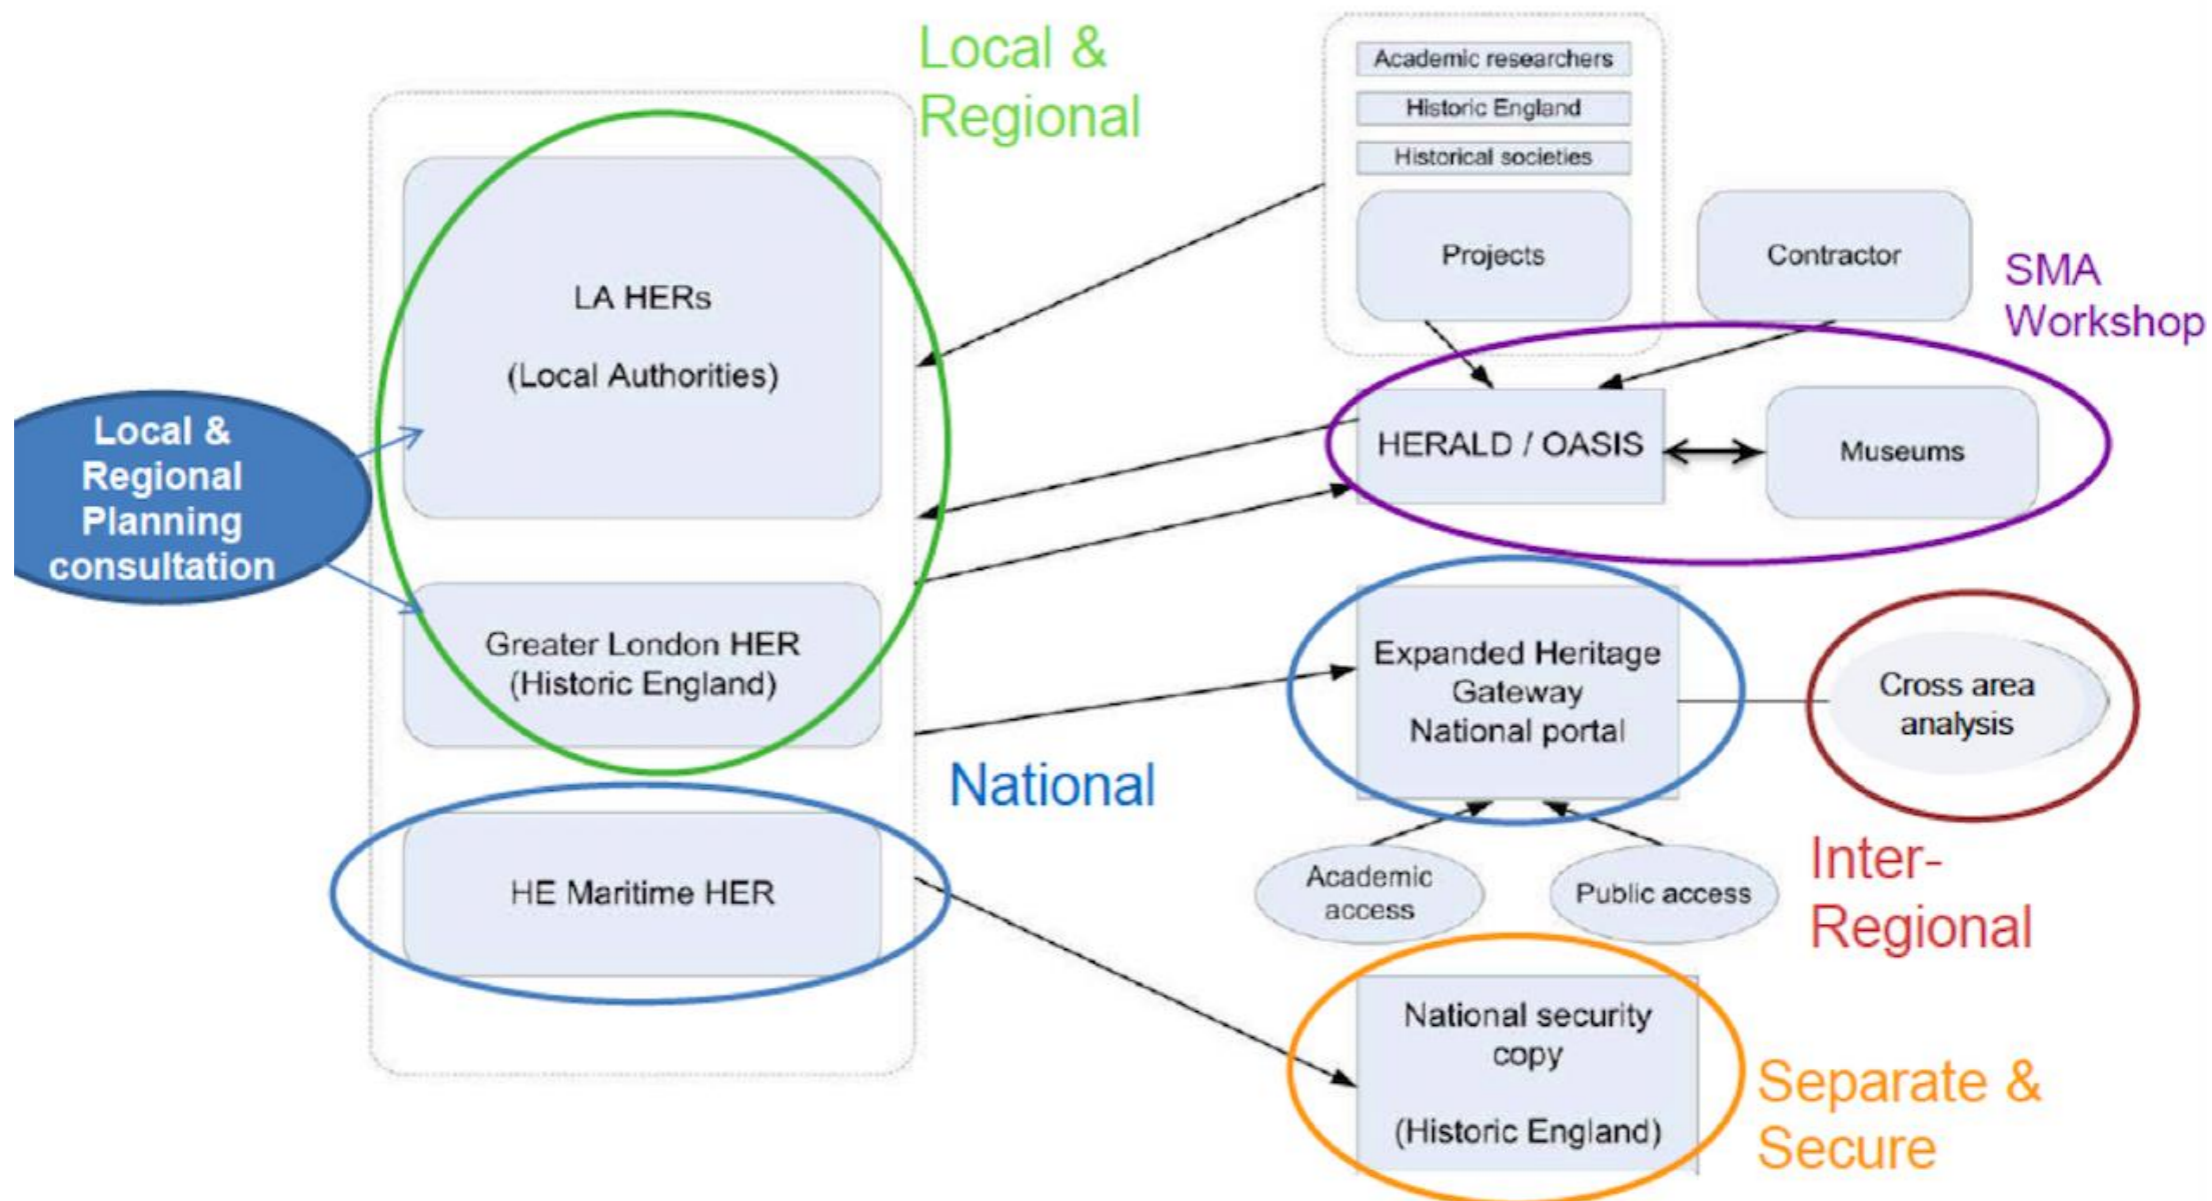 Local &
Regional
Academic researchers
Historic England
Historical societies
Projects
Contractor
SMA
Workshop
LA HERs
(Local Authorities)
Local &
Regional
Planning
consultation
HERALD / OASIS
Museums
Greater London HER
(Historic England)
Expanded Heritage
Gateway
National portal
Cross area
analysis
National
HE Maritime HER
Academic
access
Public access
Inter-
Regional
National security
copy
(Historic England)
Separate &
Secure